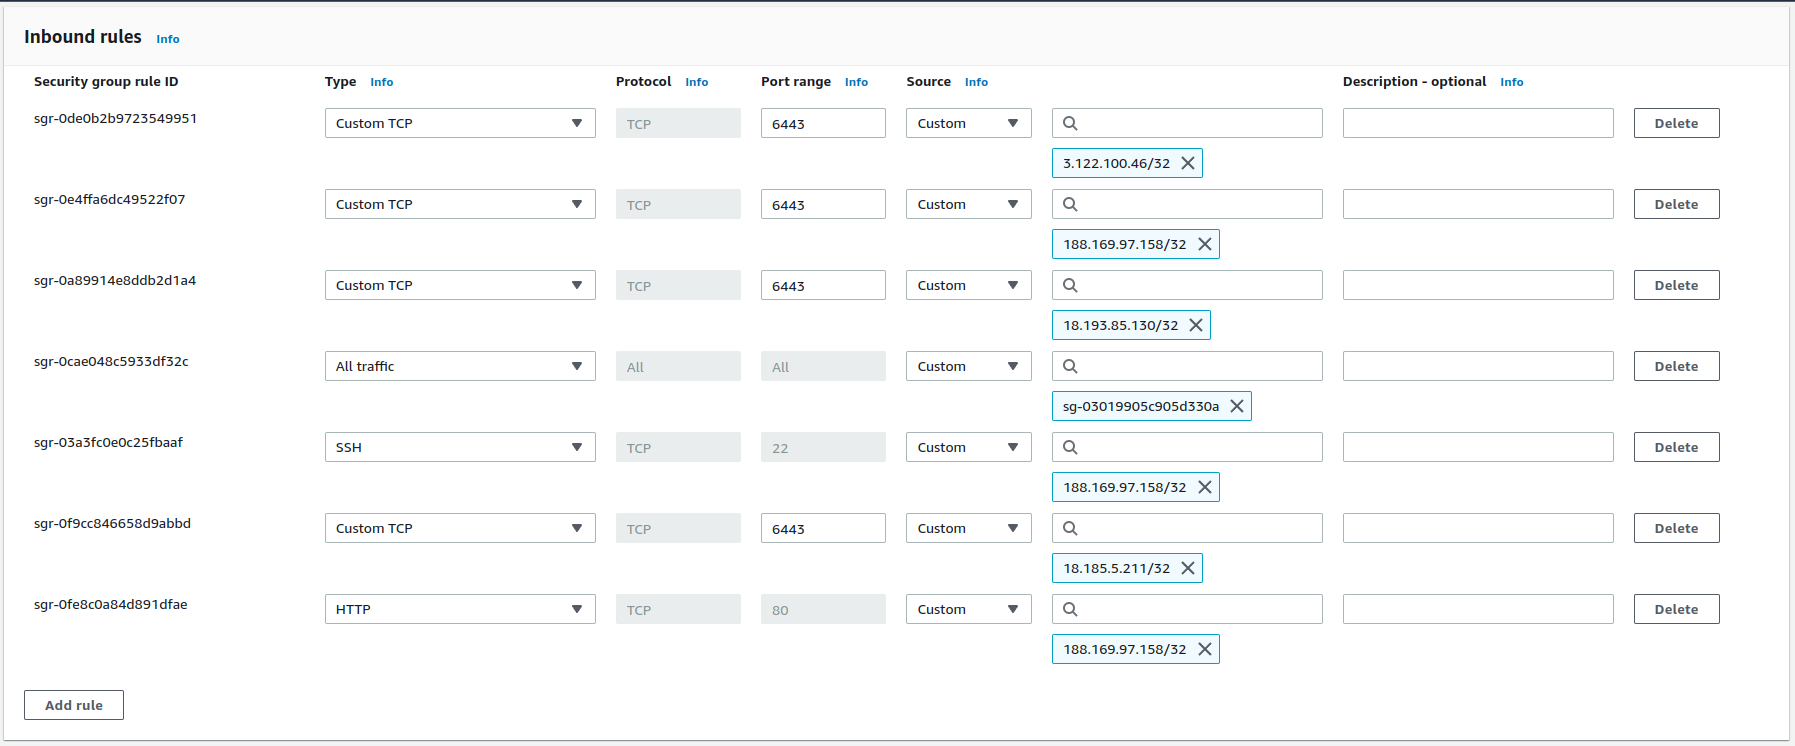 Inbound rules Info
Security group rule ID Type Info Protocol Info Port range Info Source Info Description - optional Info
sgr-0de0b2b9723549951 Custom TCP TCP 6443 Custom Delete
3.122.100.46/32
sgr-0e4ffa6dc49522f07 Custom TCP TCP 6443 Custom Delete
188.169.97.158/32
sgr-0a89914e8ddb2d1a4 Custom TCP TCP 6443 Custom Delete
18.193.85.130/32
sgr-0cae048c5933df32c All traffic All All Custom Delete
sg-03019905c905d330a
sgr-03a3fc0e0c25fbaaf SSH TCP 22 Custom Delete
188.169.97.158/32
sgr-0f9cc846658d9abbd Custom TCP TCP 6443 Custom Delete
18.185.5.211/32
sgr-0fe8c0a84d891dfae HTTP TCP 80 Custom Delete
188.169.97.158/32
Add rule